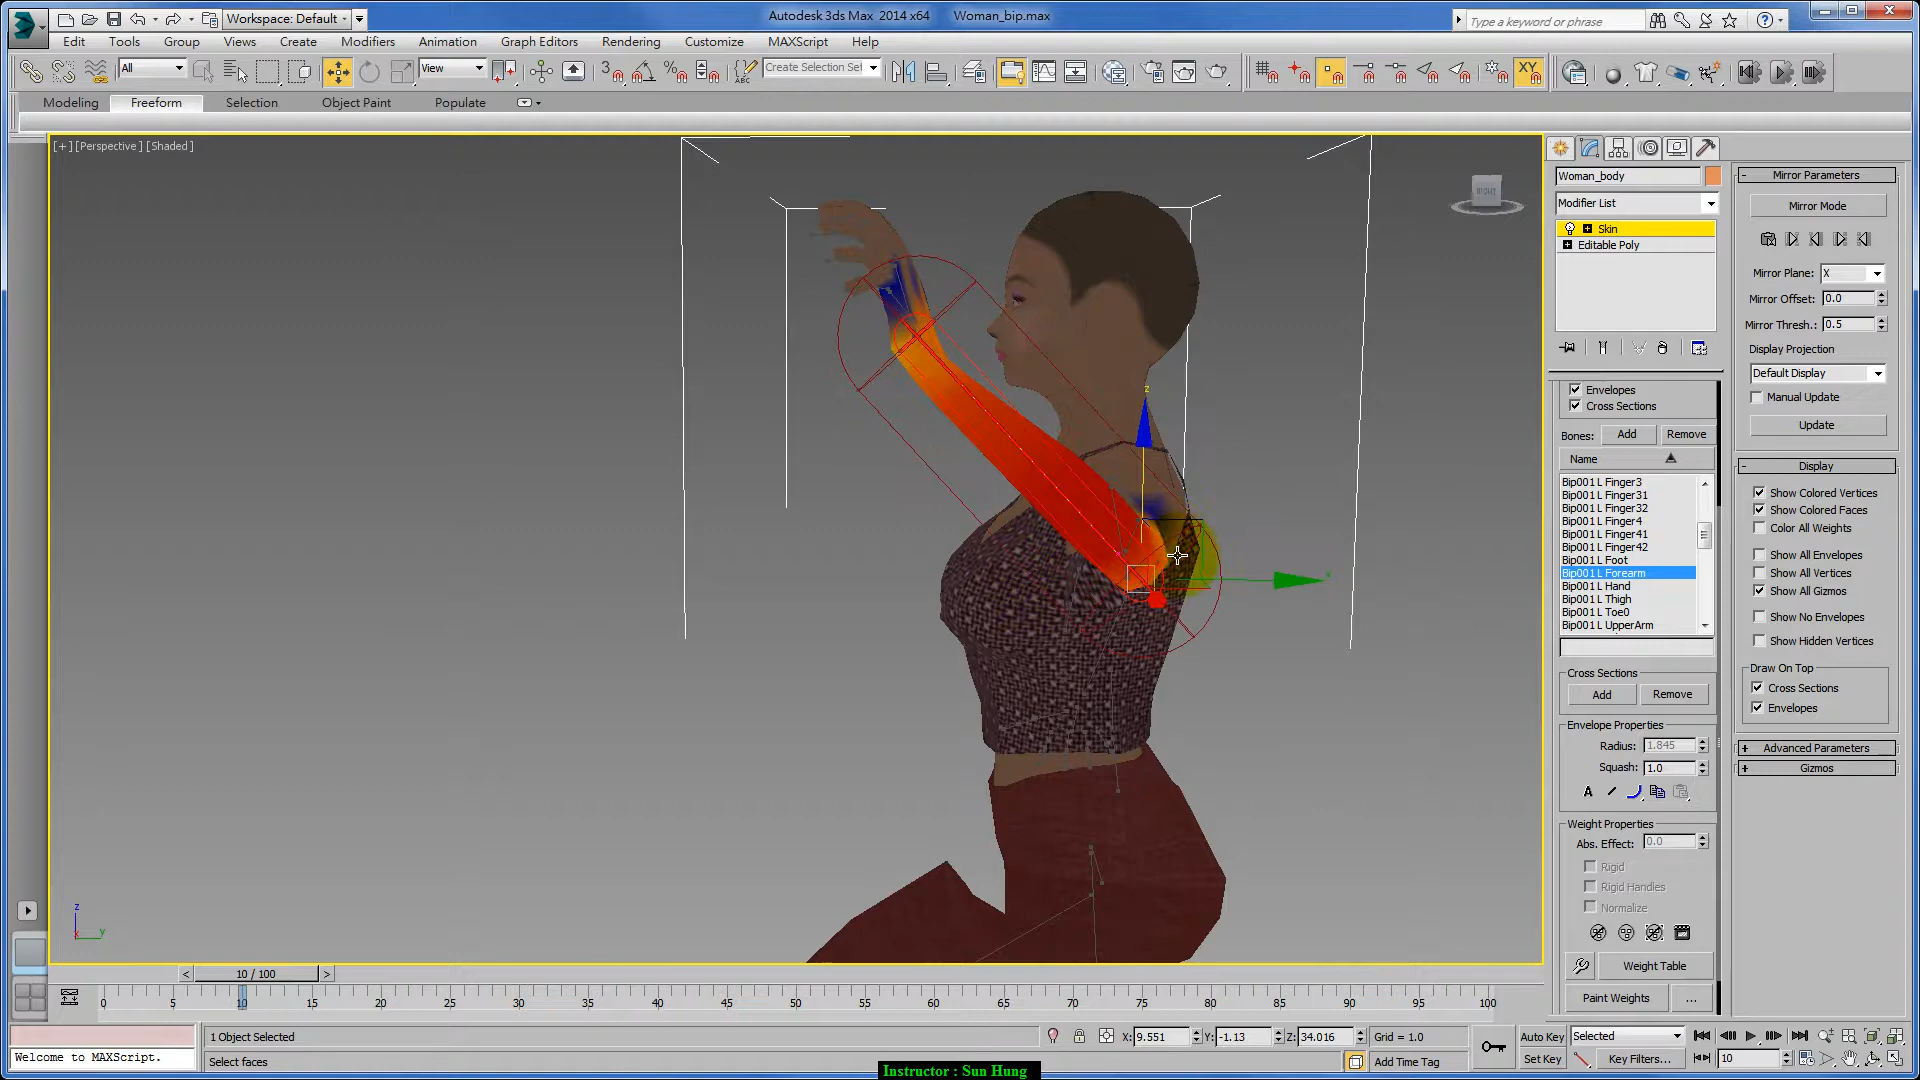 Workspace: Default
Autodesk 3ds Max 2014 x64 Woman_bip.max
Type a keyword or phrase
Edit Tools Group Views Create Modifiers Animation Graph Editors Rendering Customize MAXScript Help
All
View
Create Selection Set
XY
Modeling Freeform Selection Object Paint Populate
[+] [Perspective] [Shaded]
RIGHT
z
z
x
y
Woman_body
Modifier List
Skin
Editable Poly
Envelopes
Cross Sections
Bones: Add Remove
Name
Bip001 L Finger3
Bip001 L Finger31
Bip001 L Finger32
Bip001 L Finger4
Bip001 L Finger41
Bip001 L Finger42
Bip001 L Foot
Bip001 L Forearm
Bip001 L Hand
Bip001 L Thigh
Bip001 L Toe0
Bip001 L UpperArm
Cross Sections
Add Remove
Envelope Properties
Radius: 1.845
Squash: 1.0
A
Weight Properties
Abs. Effect: 0.0
Rigid
Rigid Handles
Normalize
Weight Table
Paint Weights ...
Mirror Parameters
Mirror Mode
Mirror Plane: X
Mirror Offset: 0.0
Mirror Thresh.: 0.5
Display Projection
Default Display
Manual Update
Update
Display
Show Colored Vertices
Show Colored Faces
Color All Weights
Show All Envelopes
Show All Vertices
Show All Gizmos
Show No Envelopes
Show Hidden Vertices
Draw On Top
Cross Sections
Envelopes
Advanced Parameters
Gizmos
10 / 100
0 5 10 15 20 25 30 35 40 45 50 55 60 65 70 75 80 85 90 95 100
Welcome to MAXScript.
1 Object Selected
Select faces
X: 9.551 Y: -1.13 Z: 34.016 Grid = 1.0
Add Time Tag
Auto Key Selected
Set Key Key Filters...
10
Instructor : Sun Hung